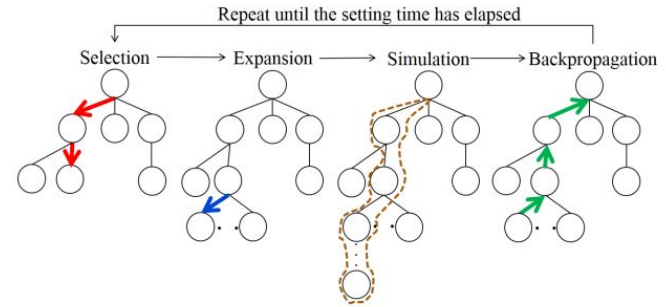 Repeat until the setting time has elapsed
Selection Expansion Simulation Backpropagation